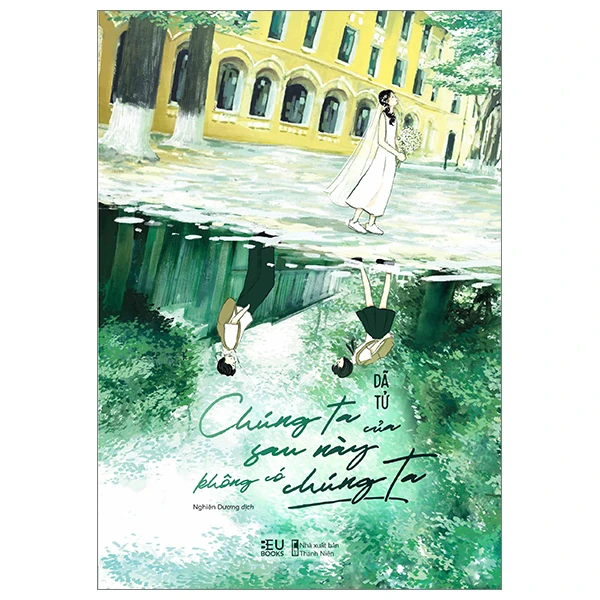 DÃ
TỬ
Chúng ta
của
sau này
không có
chúng ta
Nghiên Dương dịch
EU
BOOKS
Nhà xuất bản
Thanh Niên